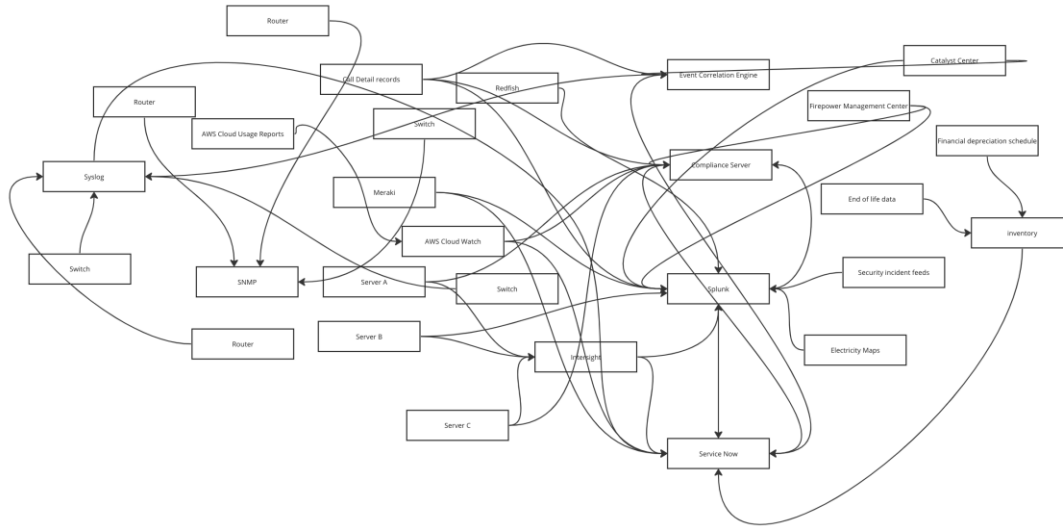 Router
Catalyst Center
Call Detail records
Event Correlation Engine
Redfish
Router
Firepower Management Center
Switch
AWS Cloud Usage Reports
Financial depreciation schedule
Compliance Server
Syslog
Meraki
End of life data
inventory
AWS Cloud Watch
Switch
Security incident feeds
SNMP
Server A
Switch
Splunk
Server B
Router
Electricity Maps
Intersight
Server C
Service Now